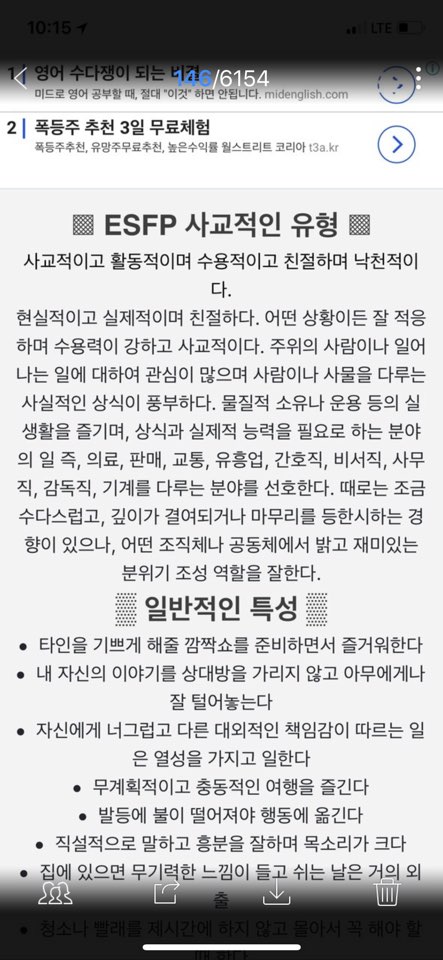 10:15
LTE
1 영어 수다쟁이 되는 비결
146/6154
미드로 영어 공부할 때, 절대 "이것" 하면 안됩니다. midenglish.com
2 폭등주 추천 3일 무료체험
폭등주추천, 유망주무료추천, 높은수익률 월스트리트 코리아 t3a.kr
▩ ESFP 사교적인 유형 ▩
사교적이고 활동적이며 수용적이고 친절하며 낙천적이
다.
현실적이고 실제적이며 친절하다. 어떤 상황이든 잘 적응
하며 수용력이 강하고 사교적이다. 주위의 사람이나 일어
나는 일에 대하여 관심이 많으며 사람이나 사물을 다루는
사실적인 상식이 풍부하다. 물질적 소유나 운용 등의 실
생활을 즐기며, 상식과 실제적 능력을 필요로 하는 분야
의 일 즉, 의료, 판매, 교통, 유흥업, 간호직, 비서직, 사무
직, 감독직, 기계를 다루는 분야를 선호한다. 때로는 조금
수다스럽고, 깊이가 결여되거나 마무리를 등한시하는 경
향이 있으나, 어떤 조직체나 공동체에서 밝고 재미있는
분위기 조성 역할을 잘한다.
▒ 일반적인 특성 ▒
• 타인을 기쁘게 해줄 깜짝쇼를 준비하면서 즐거워한다
• 내 자신의 이야기를 상대방을 가리지 않고 아무에게나
잘 털어놓는다
• 자신에게 너그럽고 다른 대외적인 책임감이 따르는 일
은 열성을 가지고 일한다
• 무계획적이고 충동적인 여행을 즐긴다
• 발등에 불이 떨어져야 행동에 옮긴다
• 직설적으로 말하고 흥분을 잘하며 목소리가 크다
• 집에 있으면 무기력한 느낌이 들고 쉬는 날은 거의 외
출
• 청소나 빨래를 제시간에 하지 않고 몰아서 꼭 해야 할
때 한다